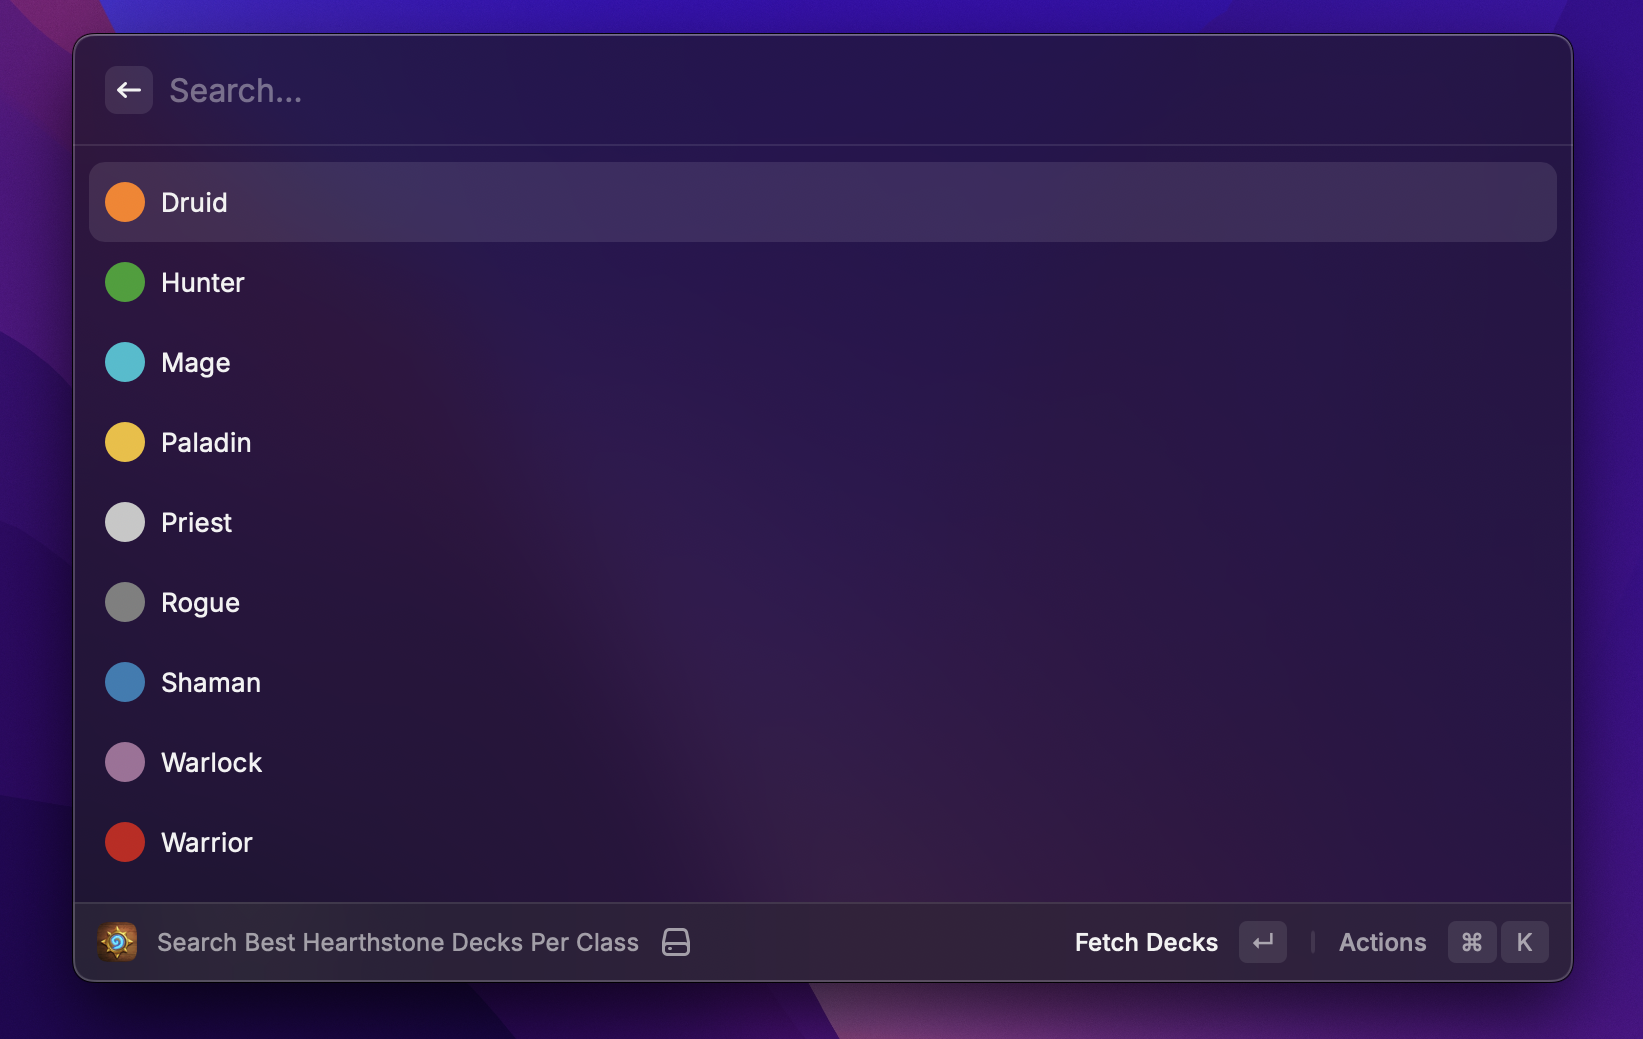 Search...
Druid
Hunter
Mage
Paladin
Priest
Rogue
Shaman
Warlock
Warrior
Search Best Hearthstone Decks Per Class Fetch Decks ↵ Actions ⌘ K